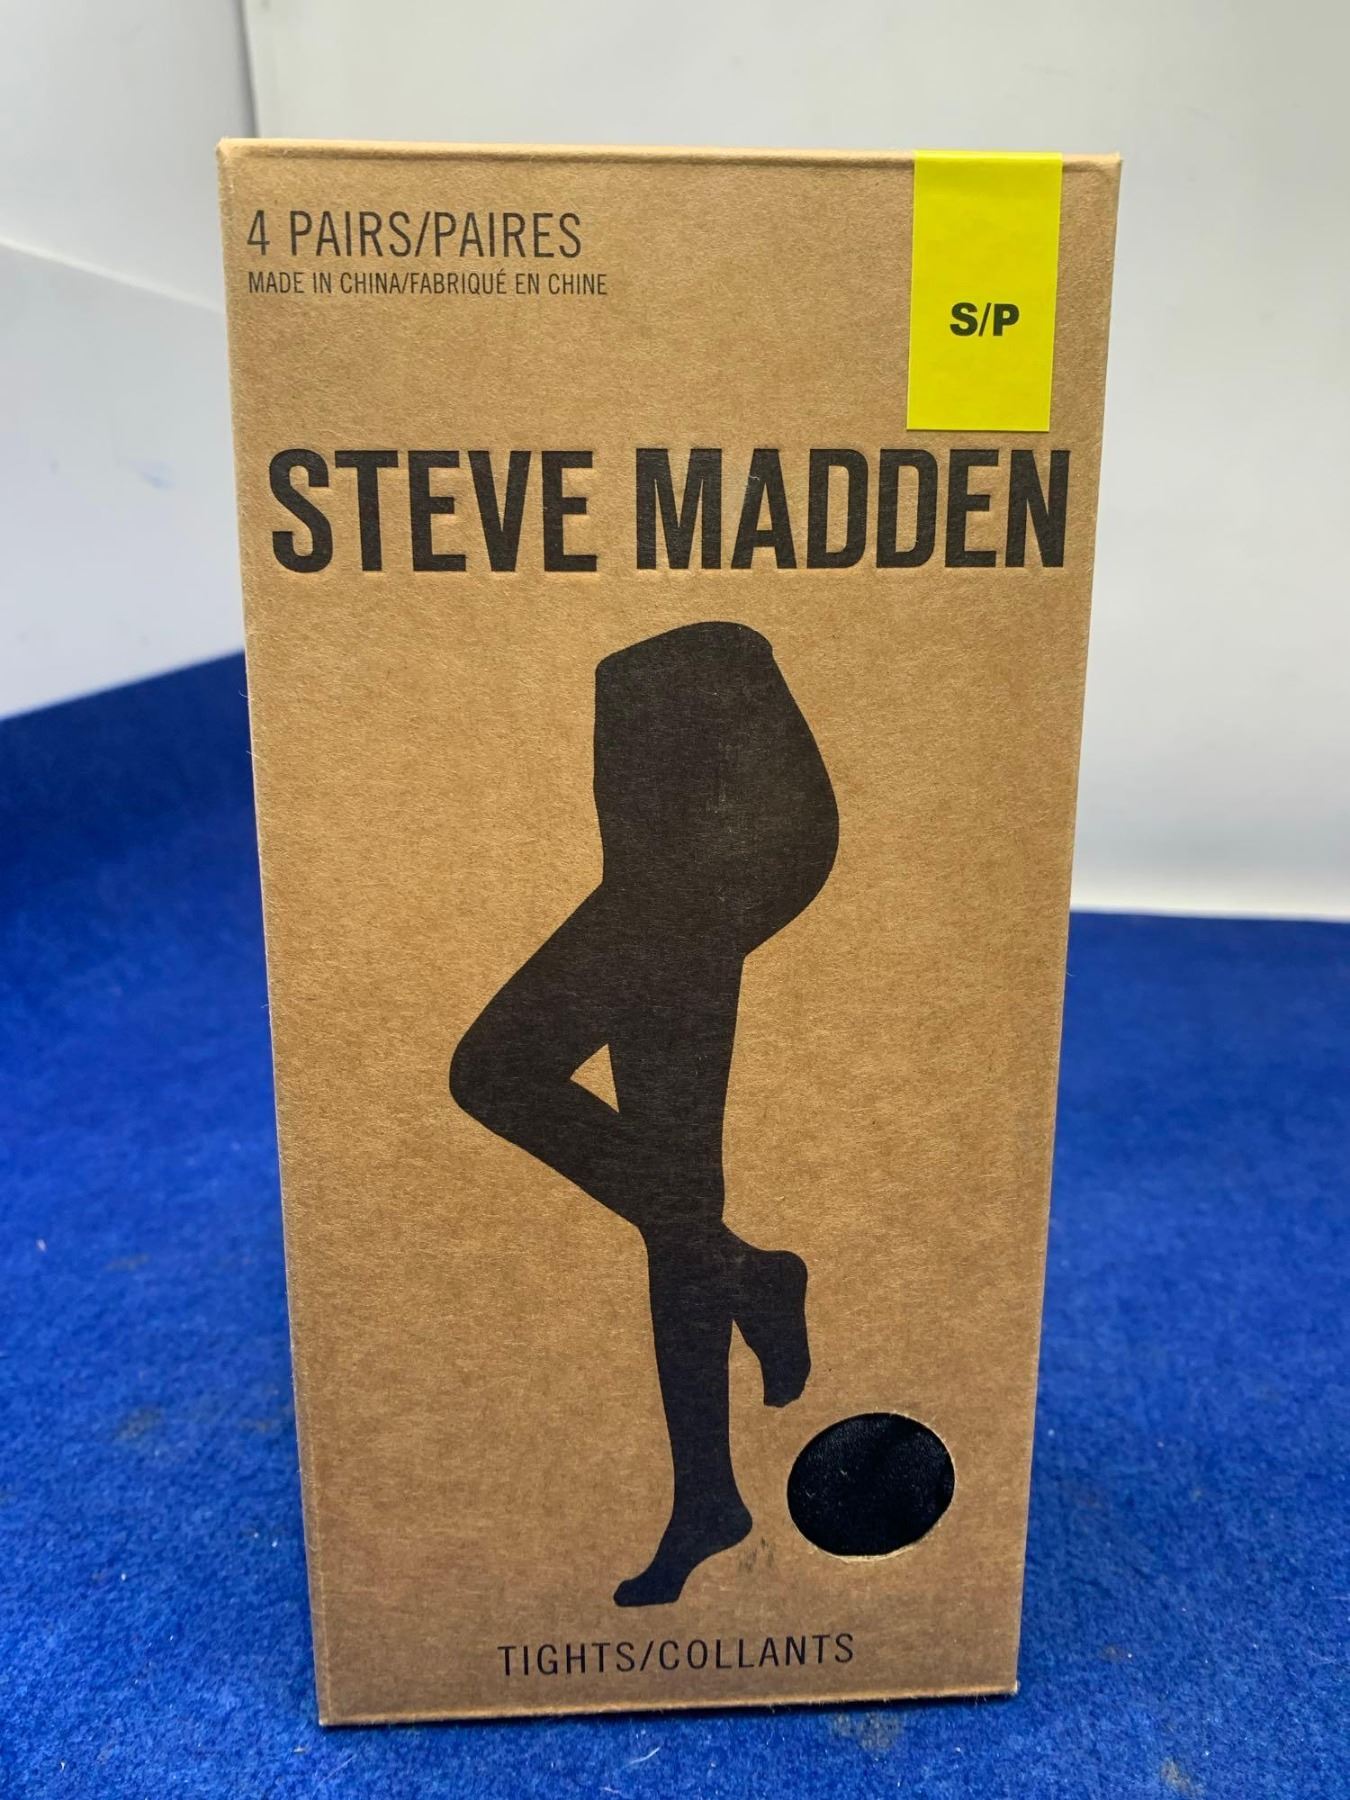 4 PAIRS/PAIRES
MADE IN CHINA/FABRIQUÉ EN CHINE
S/P
STEVE MADDEN
TIGHTS/COLLANTS